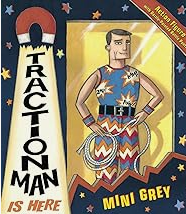 TRACTION
MAN
IS HERE
Action Figure
MINI GREY